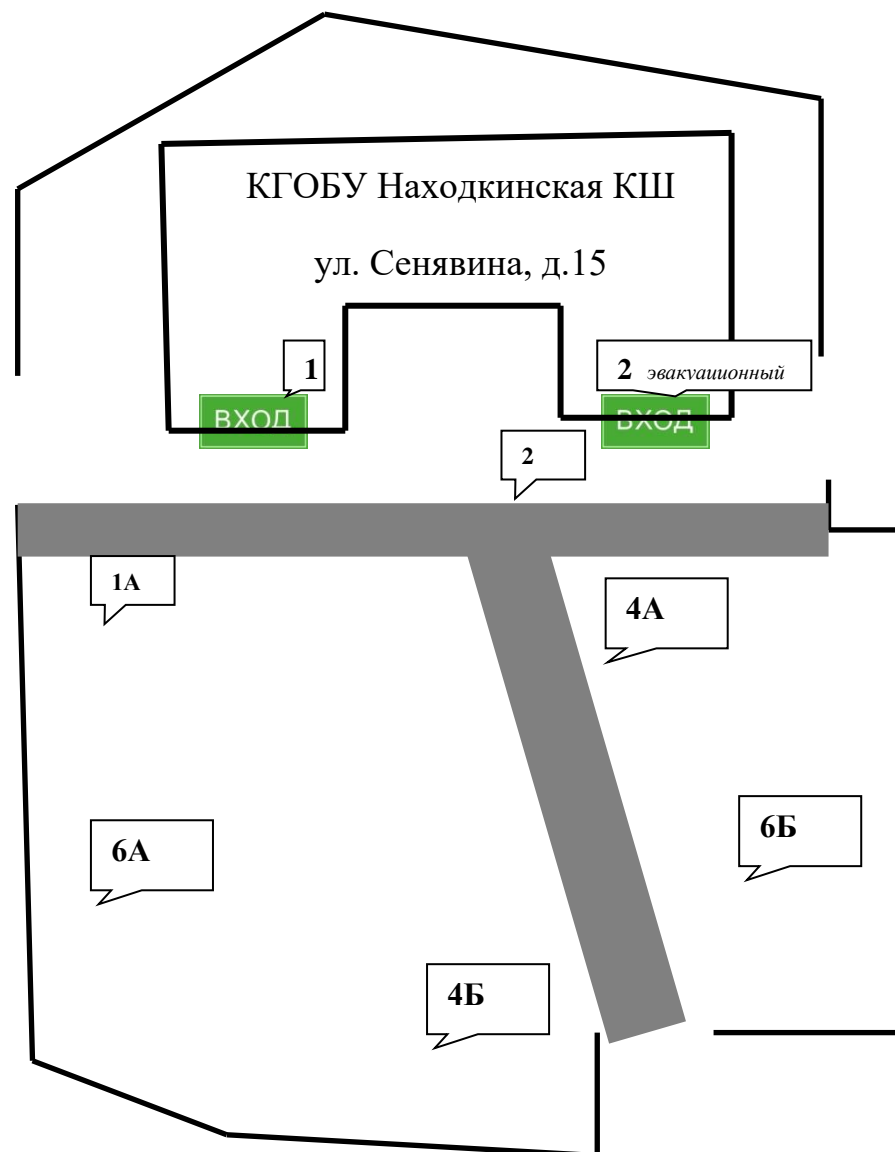 КГОБУ Находкинская КШ
ул. Сенявина, д.15
1
2 эвакуационный
ВХОД
ВХОД
2
1А
4А
6А
6Б
4Б